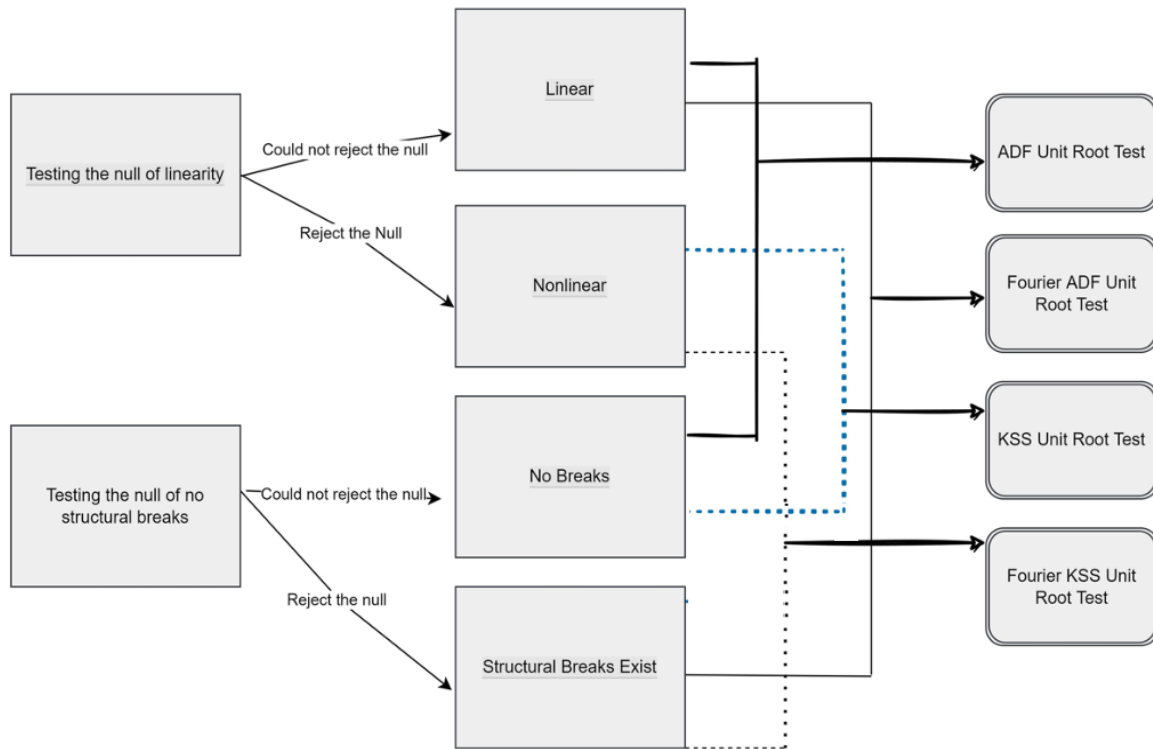 Linear
Testing the null of linearity
Could not reject the null
Reject the Null
Nonlinear
ADF Unit Root Test
Fourier ADF Unit
Root Test
Testing the null of no
structural breaks
Could not reject the null
Reject the null
No Breaks
Structural Breaks Exist
KSS Unit Root Test
Fourier KSS Unit
Root Test